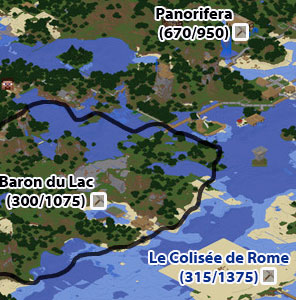 Panorifera
(670/950)
Baron du Lac
(300/1075)
Le Colisée de Rome
(315/1375)